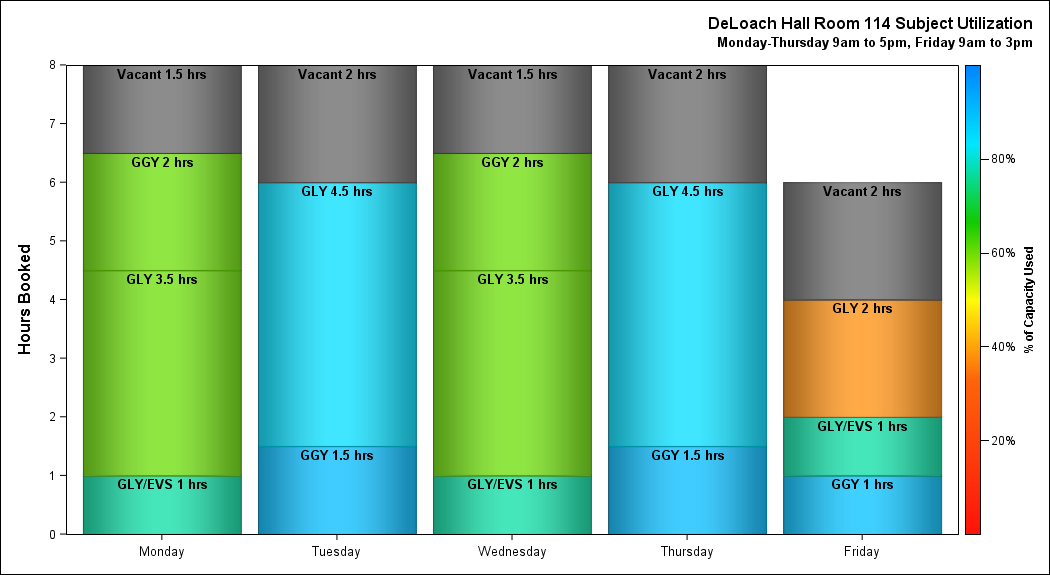 DeLoach Hall Room 114 Subject Utilization
Monday-Thursday 9am to 5pm, Friday 9am to 3pm
Hours Booked
8
7
6
5
4
3
2
1
0
Vacant 1.5 hrs
GGY 2 hrs
GLY 3.5 hrs
GLY/EVS 1 hrs
Vacant 2 hrs
GLY 4.5 hrs
GGY 1.5 hrs
Vacant 1.5 hrs
GGY 2 hrs
GLY 3.5 hrs
GLY/EVS 1 hrs
Vacant 2 hrs
GLY 4.5 hrs
GGY 1.5 hrs
Vacant 2 hrs
GLY 2 hrs
GLY/EVS 1 hrs
GGY 1 hrs
Monday Tuesday Wednesday Thursday Friday
80%
60%
40%
20%
% of Capacity Used